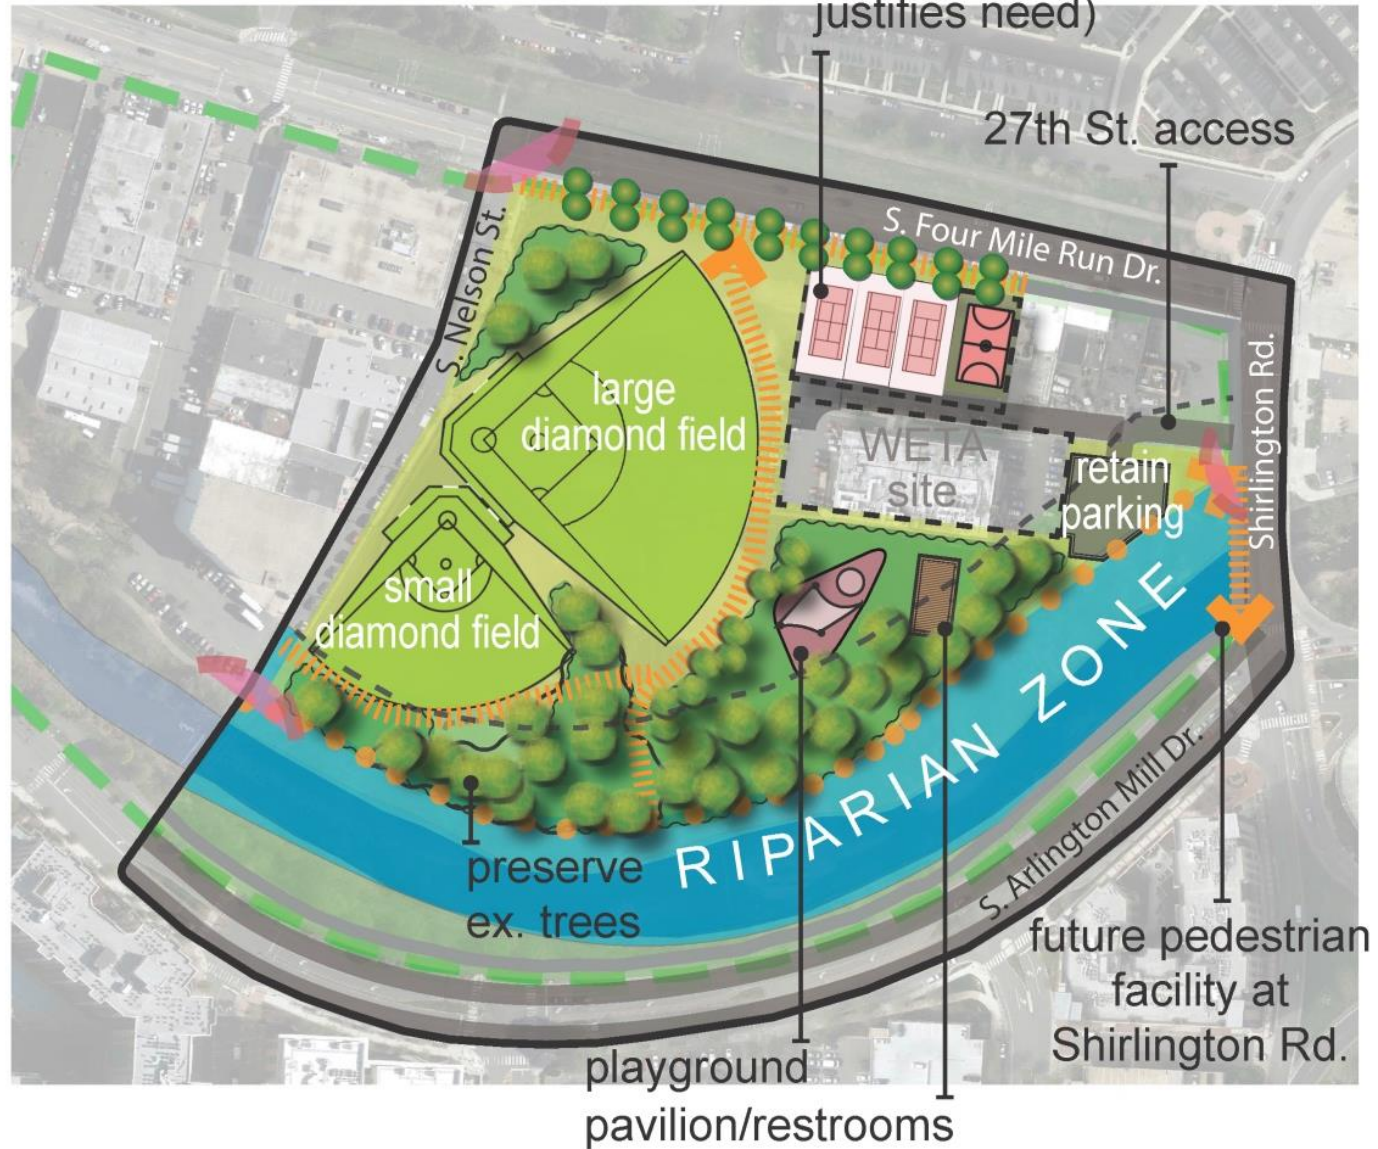 justifies need)
27th St. access
S. Four Mile Run Dr.
S. Nelson St.
Shirlington Rd.
large
diamond field
WETA
site
retain
parking
small
diamond field
RIPARIAN ZONE
S. Arlington Mill Dr.
preserve
ex. trees
future pedestrian
facility at
Shirlington Rd.
playground
pavilion/restrooms